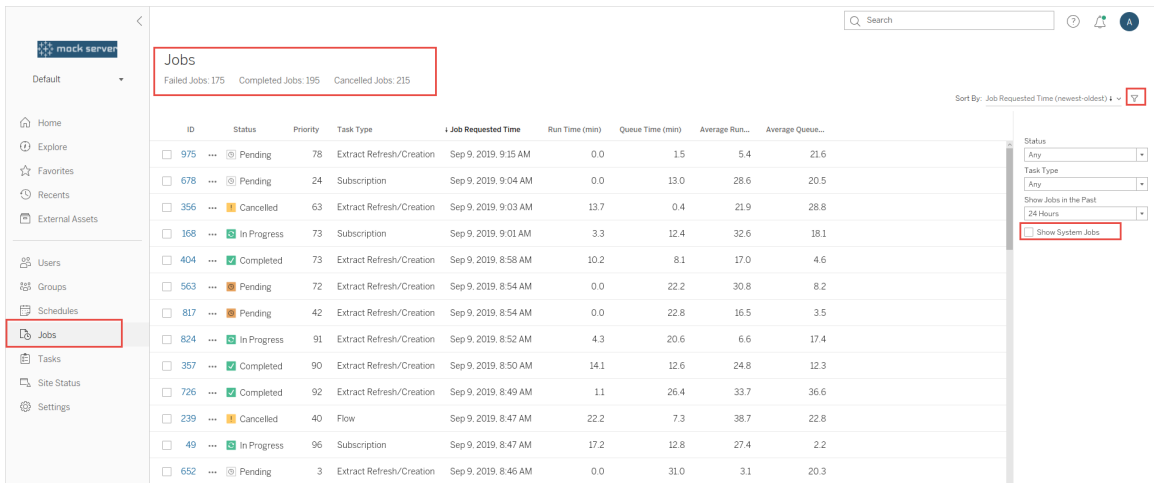 Search
A
mock server
Default
Home
Explore
Favorites
Recents
External Assets
Users
Groups
Schedules
Jobs
Tasks
Site Status
Settings
Jobs
Failed Jobs: 175 Completed Jobs: 195 Cancelled Jobs: 215
Sort By: Job Requested Time (newest-oldest) ↓
ID Status Priority Task Type ↓ Job Requested Time Run Time (min) Queue Time (min) Average Run... Average Queue...
975 ••• Pending 78 Extract Refresh/Creation Sep 9, 2019, 9:15 AM 0.0 1.5 5.4 21.6
678 ••• Pending 24 Subscription Sep 9, 2019, 9:04 AM 0.0 13.0 28.6 20.5
356 ••• Cancelled 63 Extract Refresh/Creation Sep 9, 2019, 9:03 AM 13.7 0.4 21.9 28.8
168 ••• In Progress 73 Subscription Sep 9, 2019, 9:01 AM 3.3 12.4 32.6 18.1
404 ••• Completed 73 Extract Refresh/Creation Sep 9, 2019, 8:58 AM 10.2 8.1 17.0 4.6
563 ••• Pending 72 Extract Refresh/Creation Sep 9, 2019, 8:54 AM 0.0 22.2 30.8 8.2
817 ••• Pending 42 Extract Refresh/Creation Sep 9, 2019, 8:54 AM 0.0 22.8 16.5 3.5
824 ••• In Progress 91 Extract Refresh/Creation Sep 9, 2019, 8:52 AM 4.3 20.6 6.6 17.4
357 ••• Completed 90 Extract Refresh/Creation Sep 9, 2019, 8:50 AM 14.1 12.6 24.8 12.3
726 ••• Completed 92 Extract Refresh/Creation Sep 9, 2019, 8:49 AM 1.1 26.4 33.7 36.6
239 ••• Cancelled 40 Flow Sep 9, 2019, 8:47 AM 22.2 7.3 38.7 22.8
49 ••• In Progress 96 Subscription Sep 9, 2019, 8:47 AM 17.2 12.8 27.4 2.2
652 ••• Pending 3 Extract Refresh/Creation Sep 9, 2019, 8:46 AM 0.0 31.0 3.1 20.3
Status
Any
Task Type
Any
Show Jobs in the Past
24 Hours
Show System Jobs